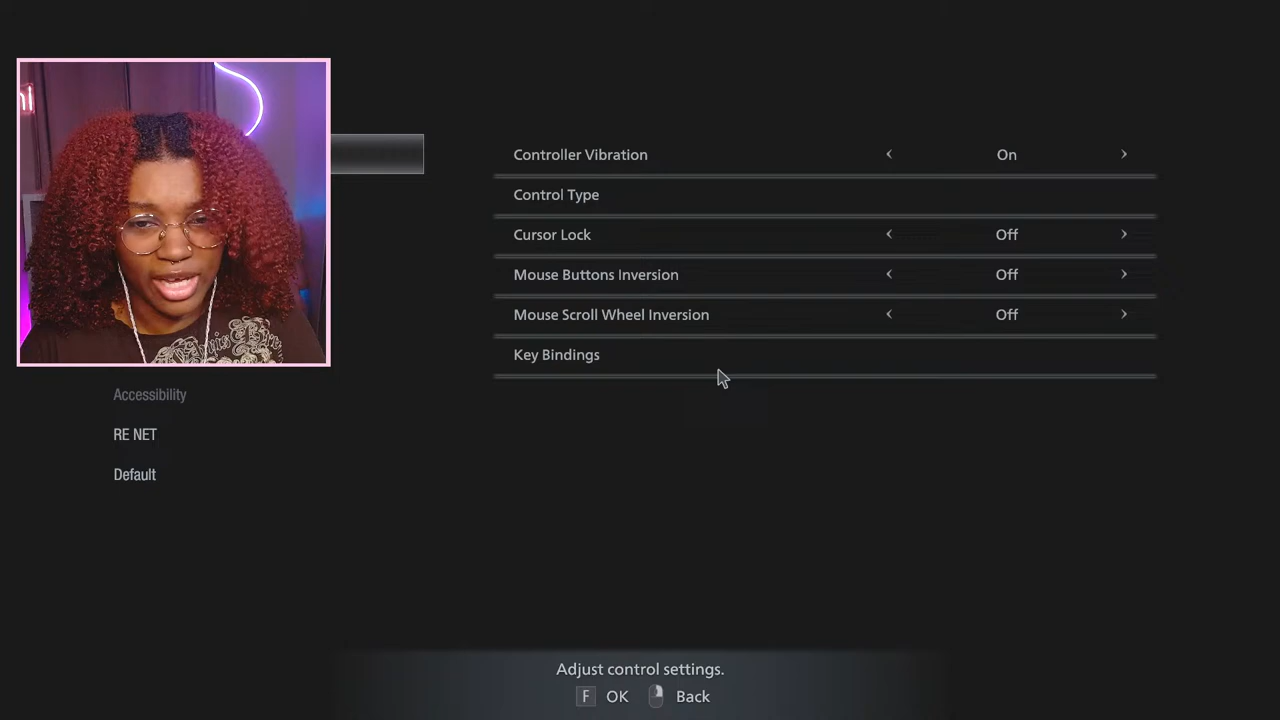 Controller Vibration On
Control Type
Cursor Lock Off
Mouse Buttons Inversion Off
Mouse Scroll Wheel Inversion Off
Key Bindings
Accessibility
RE NET
Default
Adjust control settings.
F OK Back